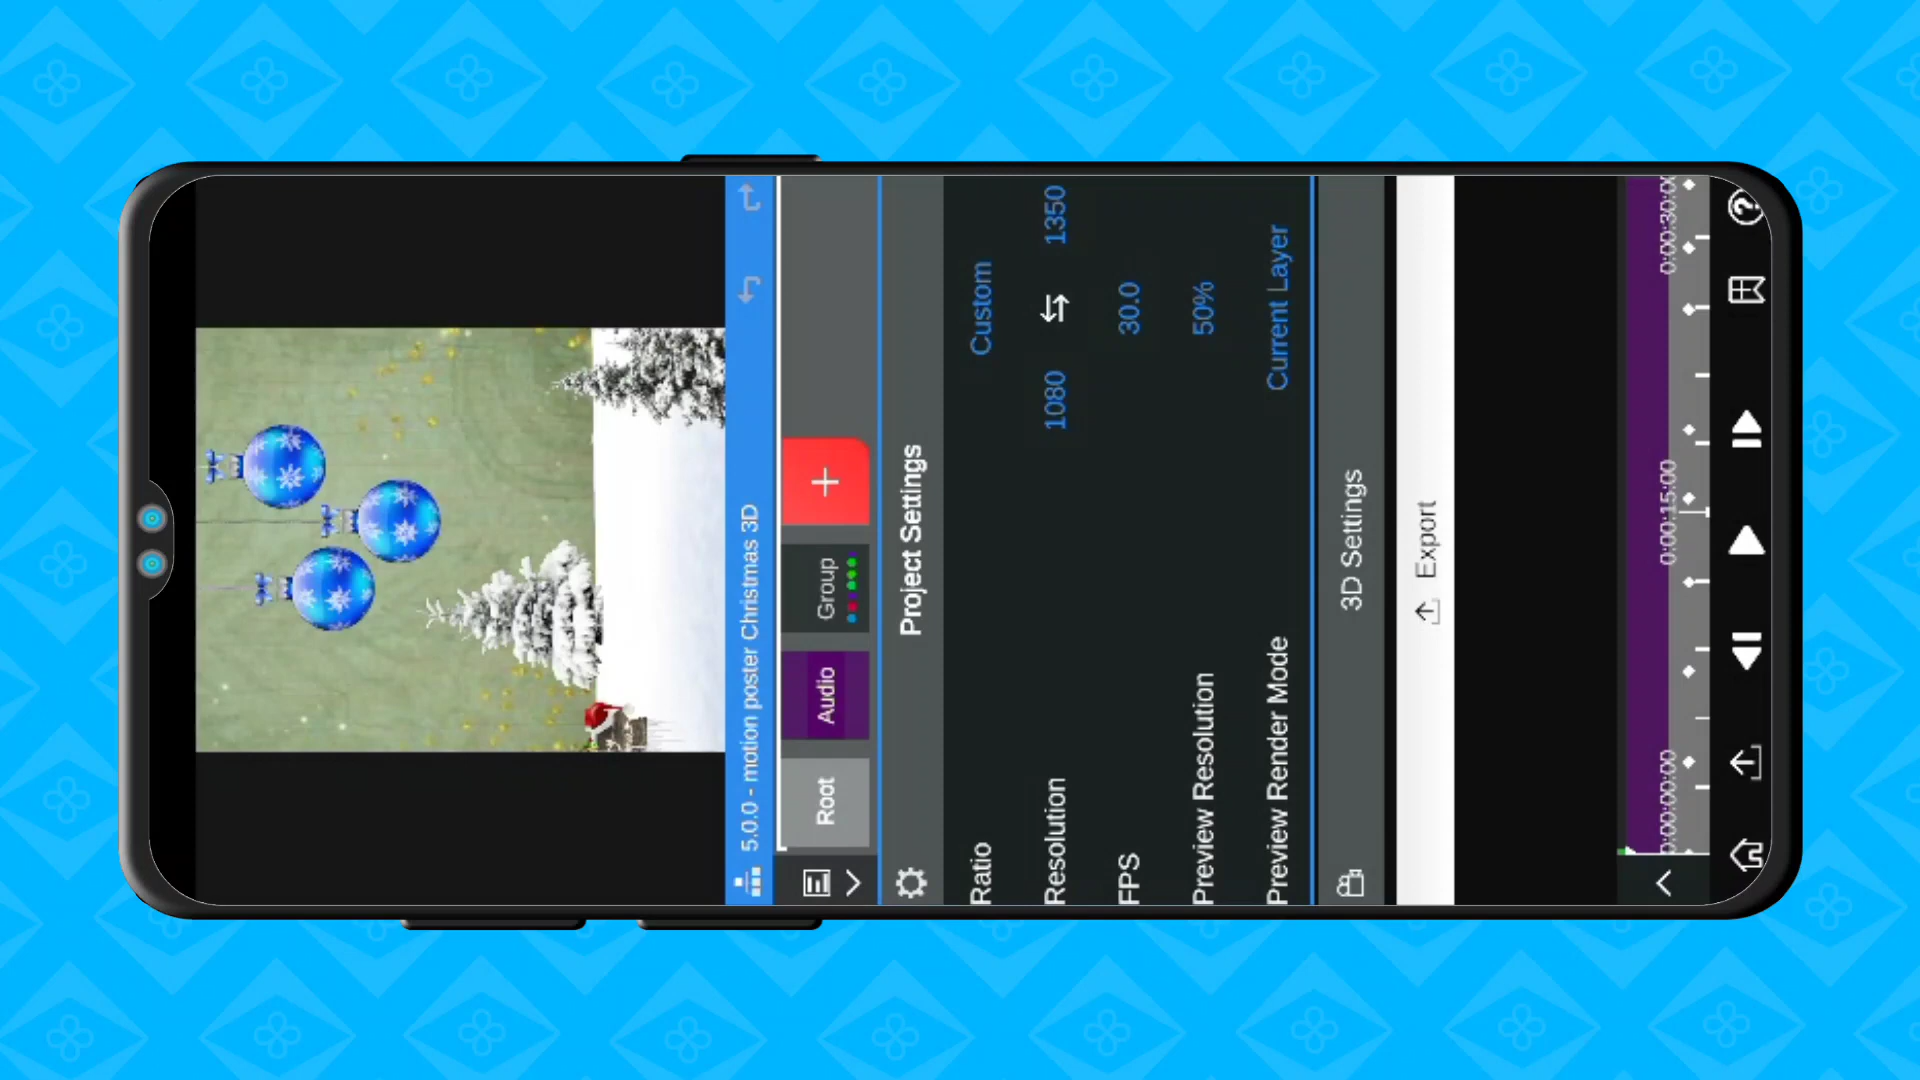 5.0.0 - motion poster Christmas 3D
Root
Audio
Group
+
Project Settings
Ratio
Custom
Resolution
1080
1350
FPS
30.0
Preview Resolution
50%
Preview Render Mode
Current Layer
3D Settings
Export
0:00:00:00
0:00:15:00
0:00:30:00